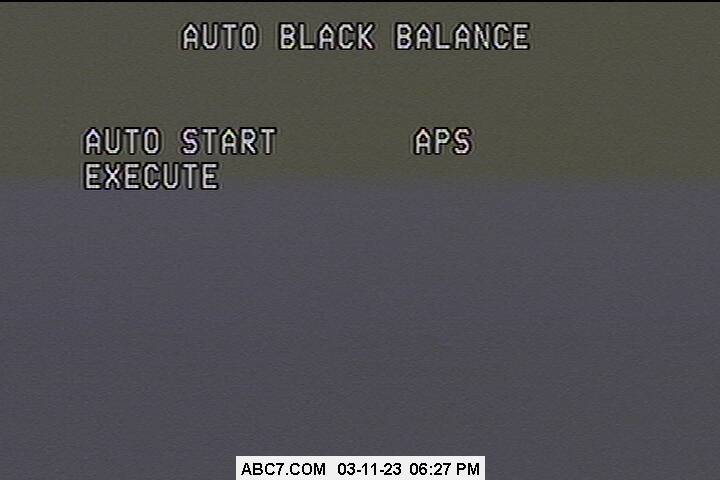 AUTO BLACK BALANCE
AUTO START APS
EXECUTE
ABC7.COM 03-11-23 06:27 PM